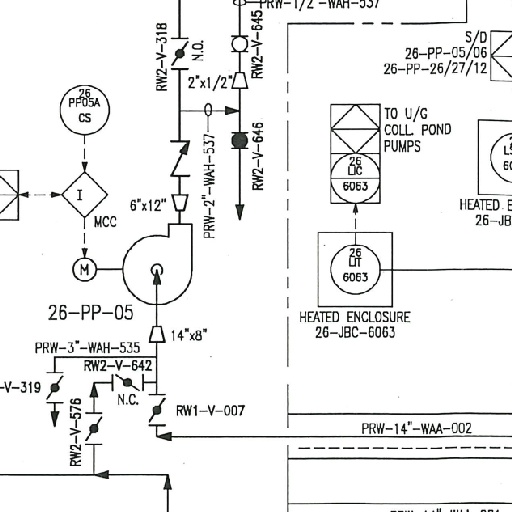 PRW-1/2"-WAH-537
RW2-V-318
N.O.
RW2-V-645
S/D
26-PP-05/06
26-PP-26/27/12
2"x1/2"
26
PP05A
CS
PRW-2"-WAH-537
RW2-V-646
TO U/G
COLL. POND
PUMPS
26
LIC
6063
I
MCC
6"x12"
HEATED E
26-JB
M
26
LIT
6063
26-PP-05
HEATED ENCLOSURE
26-JBC-6063
14"x8"
PRW-3"-WAH-535
RW2-V-642
N.C.
-V-319
RW2-V-576
RW1-V-007
PRW-14"-WAA-002